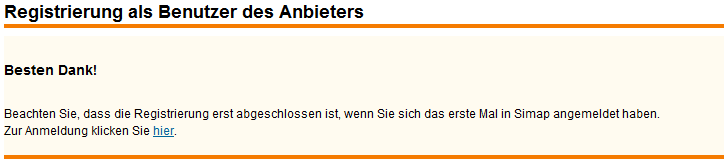 Registrierung als Benutzer des Anbieters
Besten Dank!
Beachten Sie, dass die Registrierung erst abgeschlossen ist, wenn Sie sich das erste Mal in Simap angemeldet haben.
Zur Anmeldung klicken Sie hier.